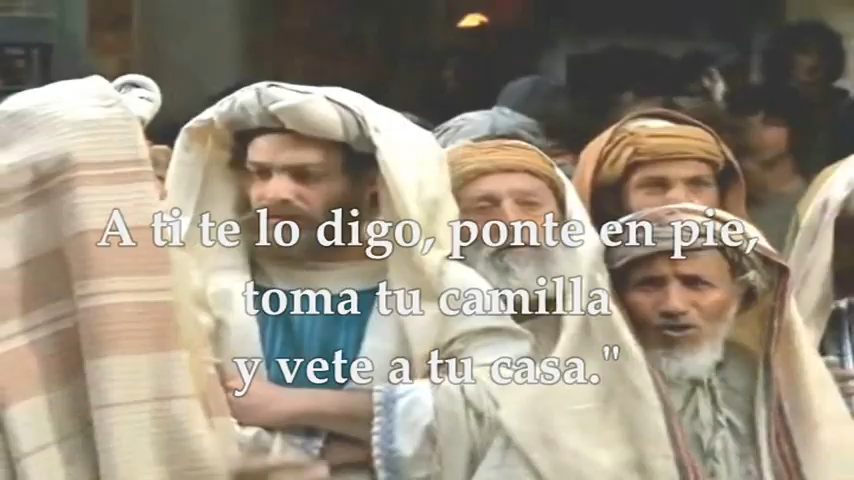 A ti te lo digo, ponte en pie,
toma tu camilla
y vete a tu casa."